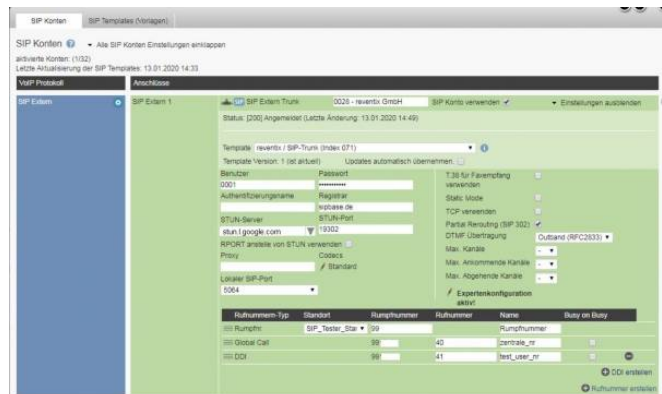 SIP Konten SIP Templates (Vorlagen)
SIP Konten Alle SIP Konten Einstellungen einklappen
aktivierte Konten: (1/32)
Letzte Aktualisierung der SIP Templates: 13.01.2020 14:33
VoIP Protokoll Anschlüsse
SIP Extern SIP Extern 1 SIP Extern Trunk 0028 - reventix GmbH SIP Konto verwenden Einstellungen ausblenden
Status: [200] Angemeldet (Letzte Änderung: 13.01.2020 14:49)
Template reventix / SIP-Trunk (Index 071)
Template Version: 1 (ist aktuell) Updates automatisch übernehmen
Benutzer Passwort T.38 für Faxempfang verwenden
0001
Authentifizierungsname Registrar Static Mode
sipbase.de TCP verwenden
STUN-Server STUN-Port Partial Rerouting (SIP 302)
stun.l.google.com 19302 DTMF Übertragung Outband (RFC2833)
RPORT anstelle von STUN verwenden Max. Kanäle -
Proxy Codecs Max. Ankommende Kanäle -
Standard Max. Abgehende Kanäle -
Lokaler SIP-Port
5064 Expertenkonfiguration aktiv!
Rufnummern-Typ Standort Rumpfnummer Rufnummer Name Busy on Busy
Rumpfnr SIP_Tester_Sta 99 Rumpfnummer
Global Call 99 40 zentrale_nr
DDI 99 41 test_user_nr
DDI erstellen
Rufnummer erstellen